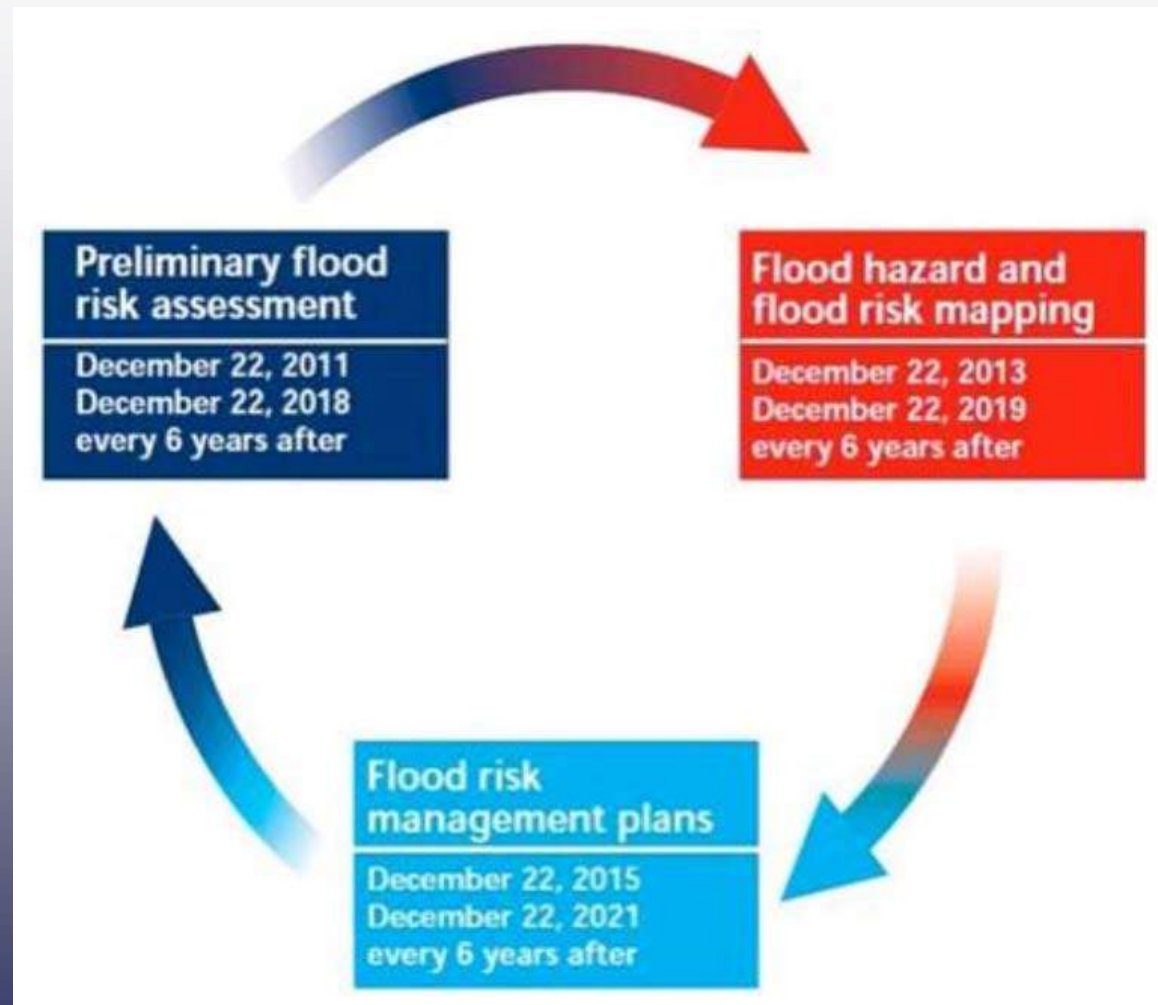 Preliminary flood
risk assessment
December 22, 2011
December 22, 2018
every 6 years after
Flood hazard and
flood risk mapping
December 22, 2013
December 22, 2019
every 6 years after
Flood risk
management plans
December 22, 2015
December 22, 2021
every 6 years after